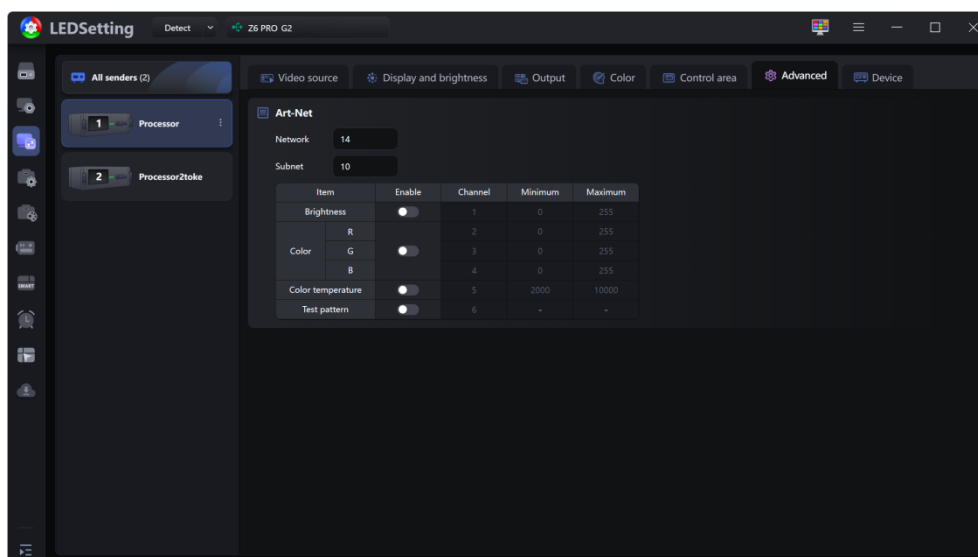 LEDSetting Detect Z6 PRO G2
All senders (2)
Video source Display and brightness Output Color Control area Advanced Device
1 Processor
2 Processor2toke
SMART
Art-Net
Network 14
Subnet 10
Item Enable Channel Minimum Maximum
Brightness 1 0 255
R 2 0 255
Color G 3 0 255
B 4 0 255
Color temperature 5 2000 10000
Test pattern 6 - -